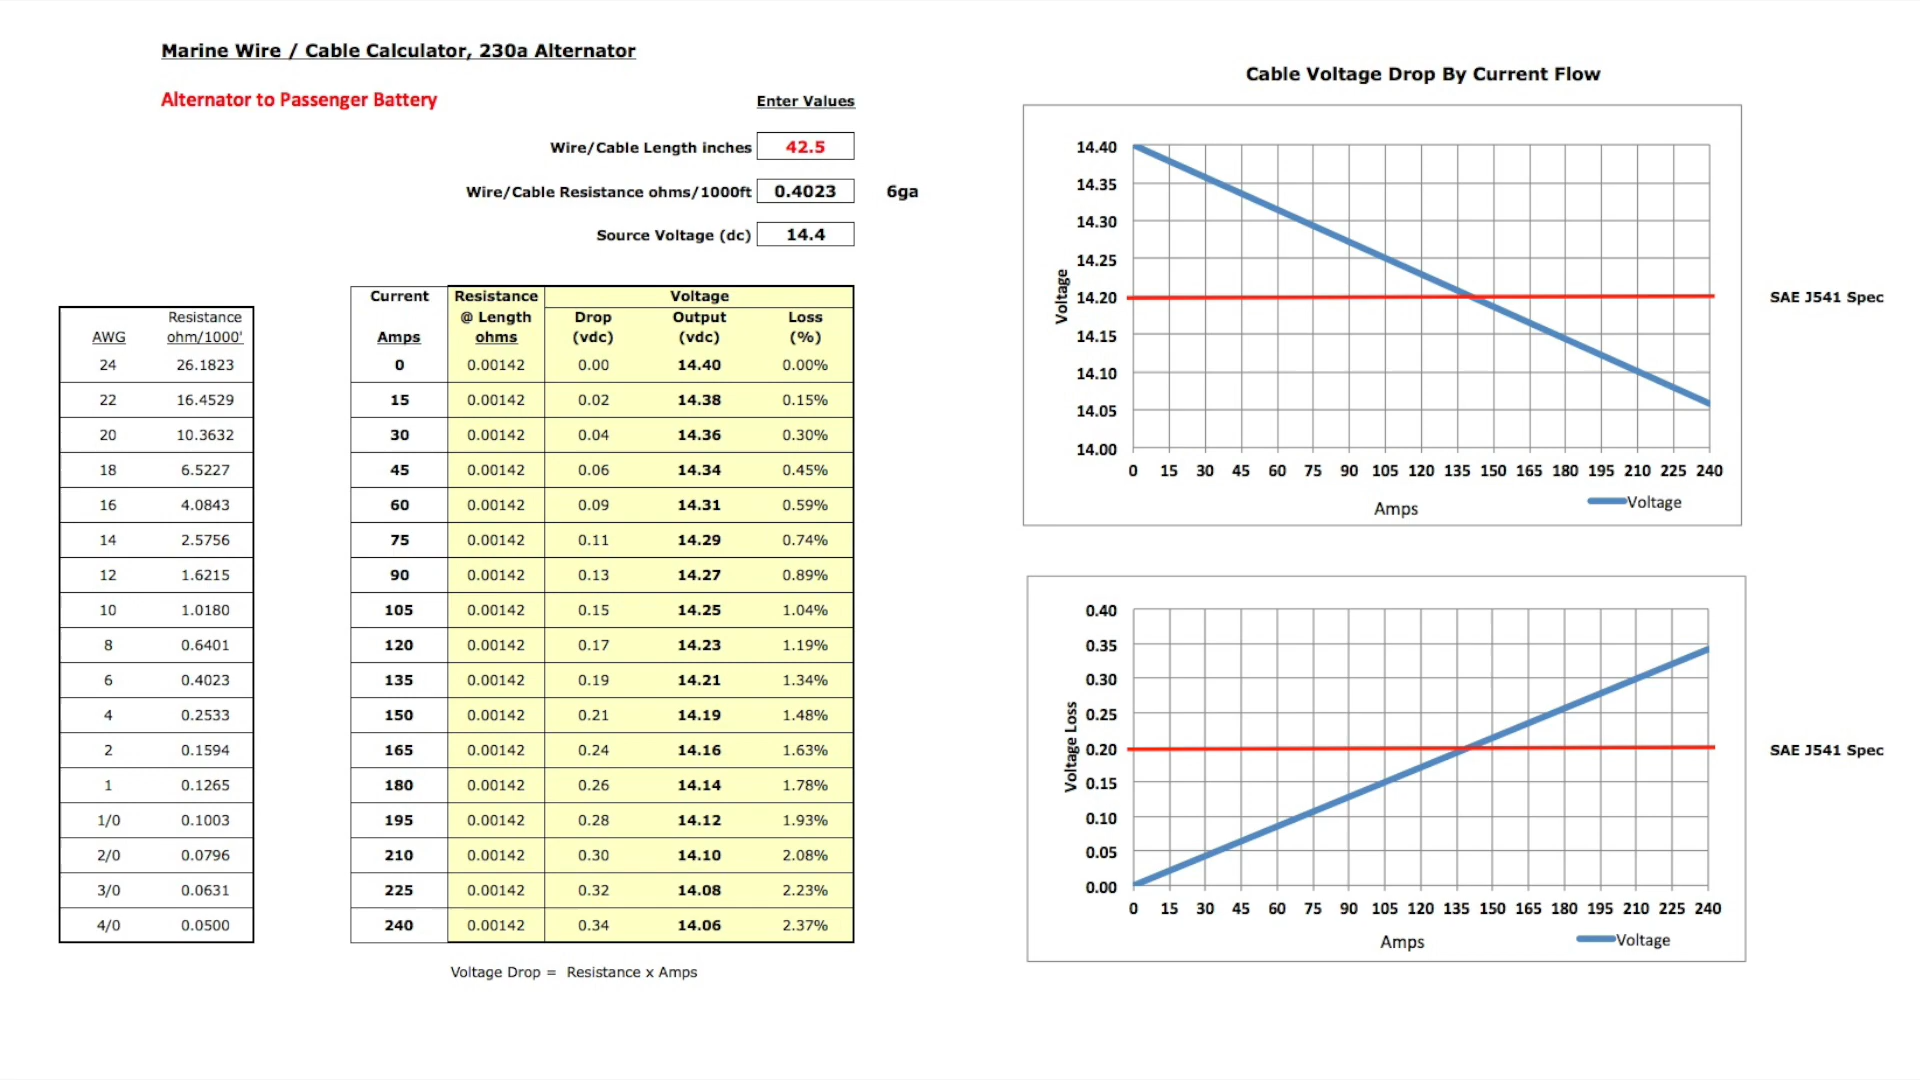 Marine Wire / Cable Calculator, 230a Alternator
Alternator to Passenger Battery
Enter Values
Wire/Cable Length inches 42.5
Wire/Cable Resistance ohms/1000ft 0.4023 6ga
Source Voltage (dc) 14.4
Resistance
AWG ohm/1000'
24 26.1823
22 16.4529
20 10.3632
18 6.5227
16 4.0843
14 2.5756
12 1.6215
10 1.0180
8 0.6401
6 0.4023
4 0.2533
2 0.1594
1 0.1265
1/0 0.1003
2/0 0.0796
3/0 0.0631
4/0 0.0500
Current Resistance Voltage
@ Length Drop Output Loss
Amps ohms (vdc) (vdc) (%)
0 0.00142 0.00 14.40 0.00%
15 0.00142 0.02 14.38 0.15%
30 0.00142 0.04 14.36 0.30%
45 0.00142 0.06 14.34 0.45%
60 0.00142 0.09 14.31 0.59%
75 0.00142 0.11 14.29 0.74%
90 0.00142 0.13 14.27 0.89%
105 0.00142 0.15 14.25 1.04%
120 0.00142 0.17 14.23 1.19%
135 0.00142 0.19 14.21 1.34%
150 0.00142 0.21 14.19 1.48%
165 0.00142 0.24 14.16 1.63%
180 0.00142 0.26 14.14 1.78%
195 0.00142 0.28 14.12 1.93%
210 0.00142 0.30 14.10 2.08%
225 0.00142 0.32 14.08 2.23%
240 0.00142 0.34 14.06 2.37%
Voltage Drop = Resistance x Amps
Cable Voltage Drop By Current Flow
Voltage
14.40
14.35
14.30
14.25
14.20
14.15
14.10
14.05
14.00
0 15 30 45 60 75 90 105 120 135 150 165 180 195 210 225 240
Amps
Voltage
SAE J541 Spec
Voltage Loss
0.40
0.35
0.30
0.25
0.20
0.15
0.10
0.05
0.00
0 15 30 45 60 75 90 105 120 135 150 165 180 195 210 225 240
Amps
Voltage
SAE J541 Spec